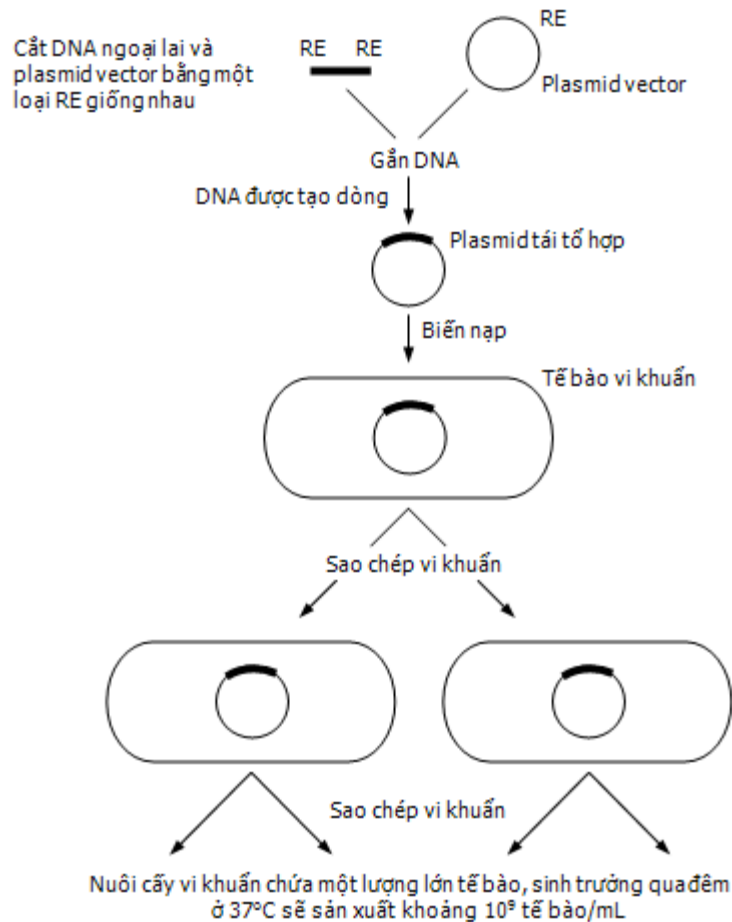 Cắt DNA ngoại lai và
plasmid vector bằng một
loại RE giống nhau
RE RE
RE
Plasmid vector
Gắn DNA
DNA được tạo dòng
Plasmid tái tổ hợp
Biến nạp
Tế bào vi khuẩn
Sao chép vi khuẩn
Sao chép vi khuẩn
Nuôi cấy vi khuẩn chứa một lượng lớn tế bào, sinh trưởng qua đêm
ở 37°C sẽ sản xuất khoảng 10⁹ tế bào/mL